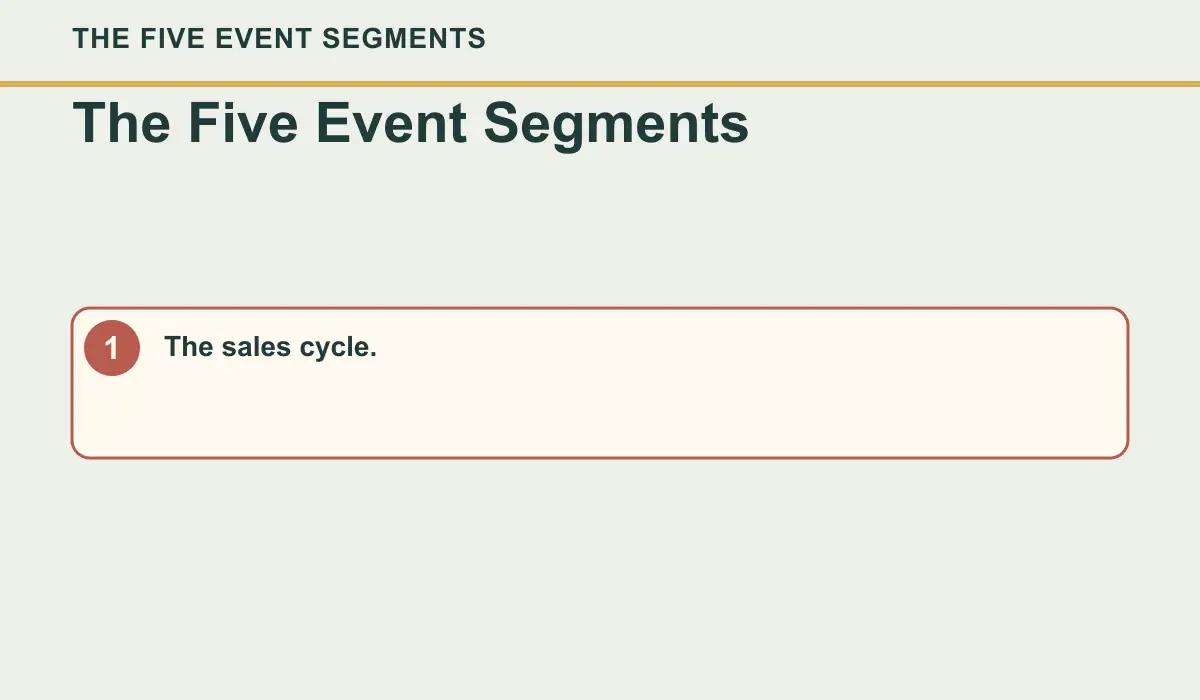 THE FIVE EVENT SEGMENTS
The Five Event Segments
1 The sales cycle.